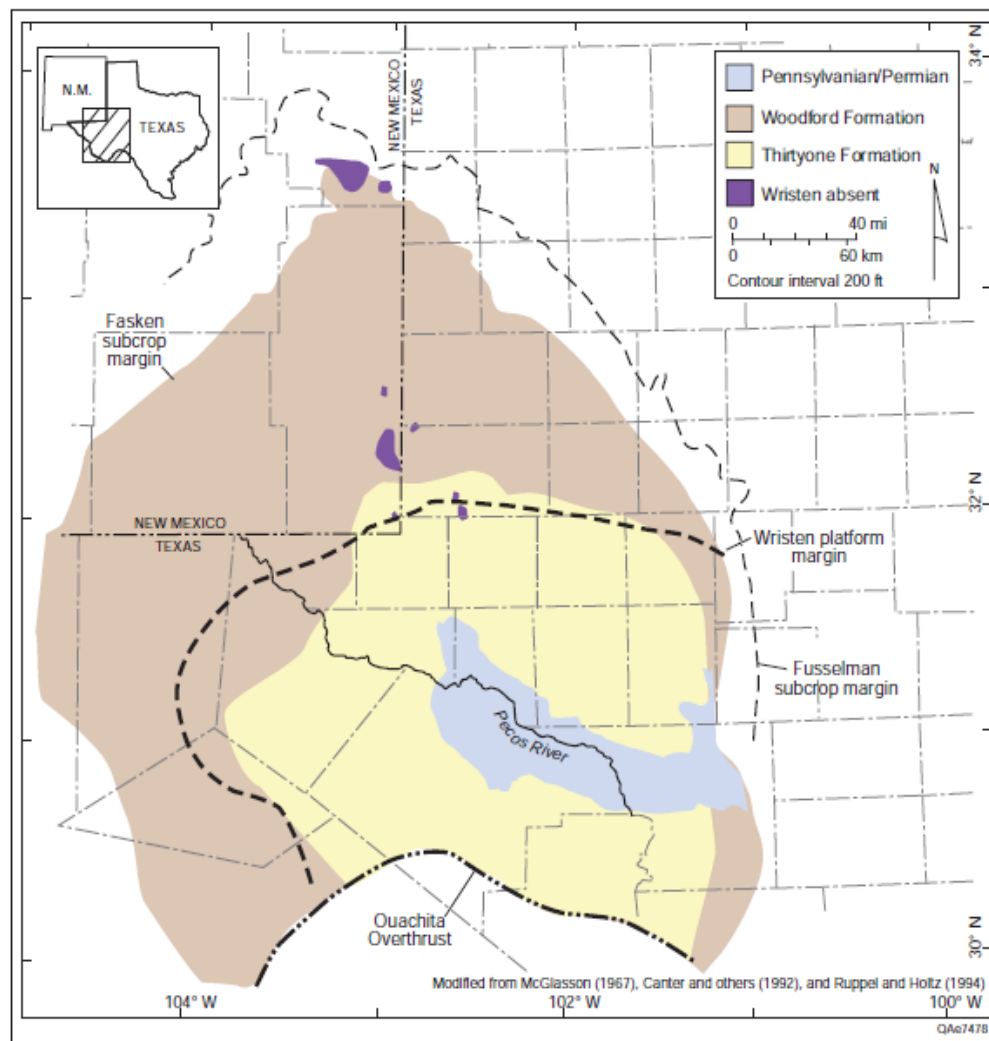 N.M.
TEXAS
NEW MEXICO
TEXAS
34° N
Pennsylvanian/Permian
Woodford Formation
Thirtyone Formation
Wristen absent
N
0 40 mi
0 60 km
Contour interval 200 ft
Fasken
subcrop
margin
32° N
NEW MEXICO
TEXAS
Wristen platform
margin
Fusselman
subcrop margin
Pecos River
Ouachita
Overthrust
30° N
Modified from McGlasson (1967), Canter and others (1992), and Ruppel and Holtz (1994)
104° W
102° W
100° W
QAe7478